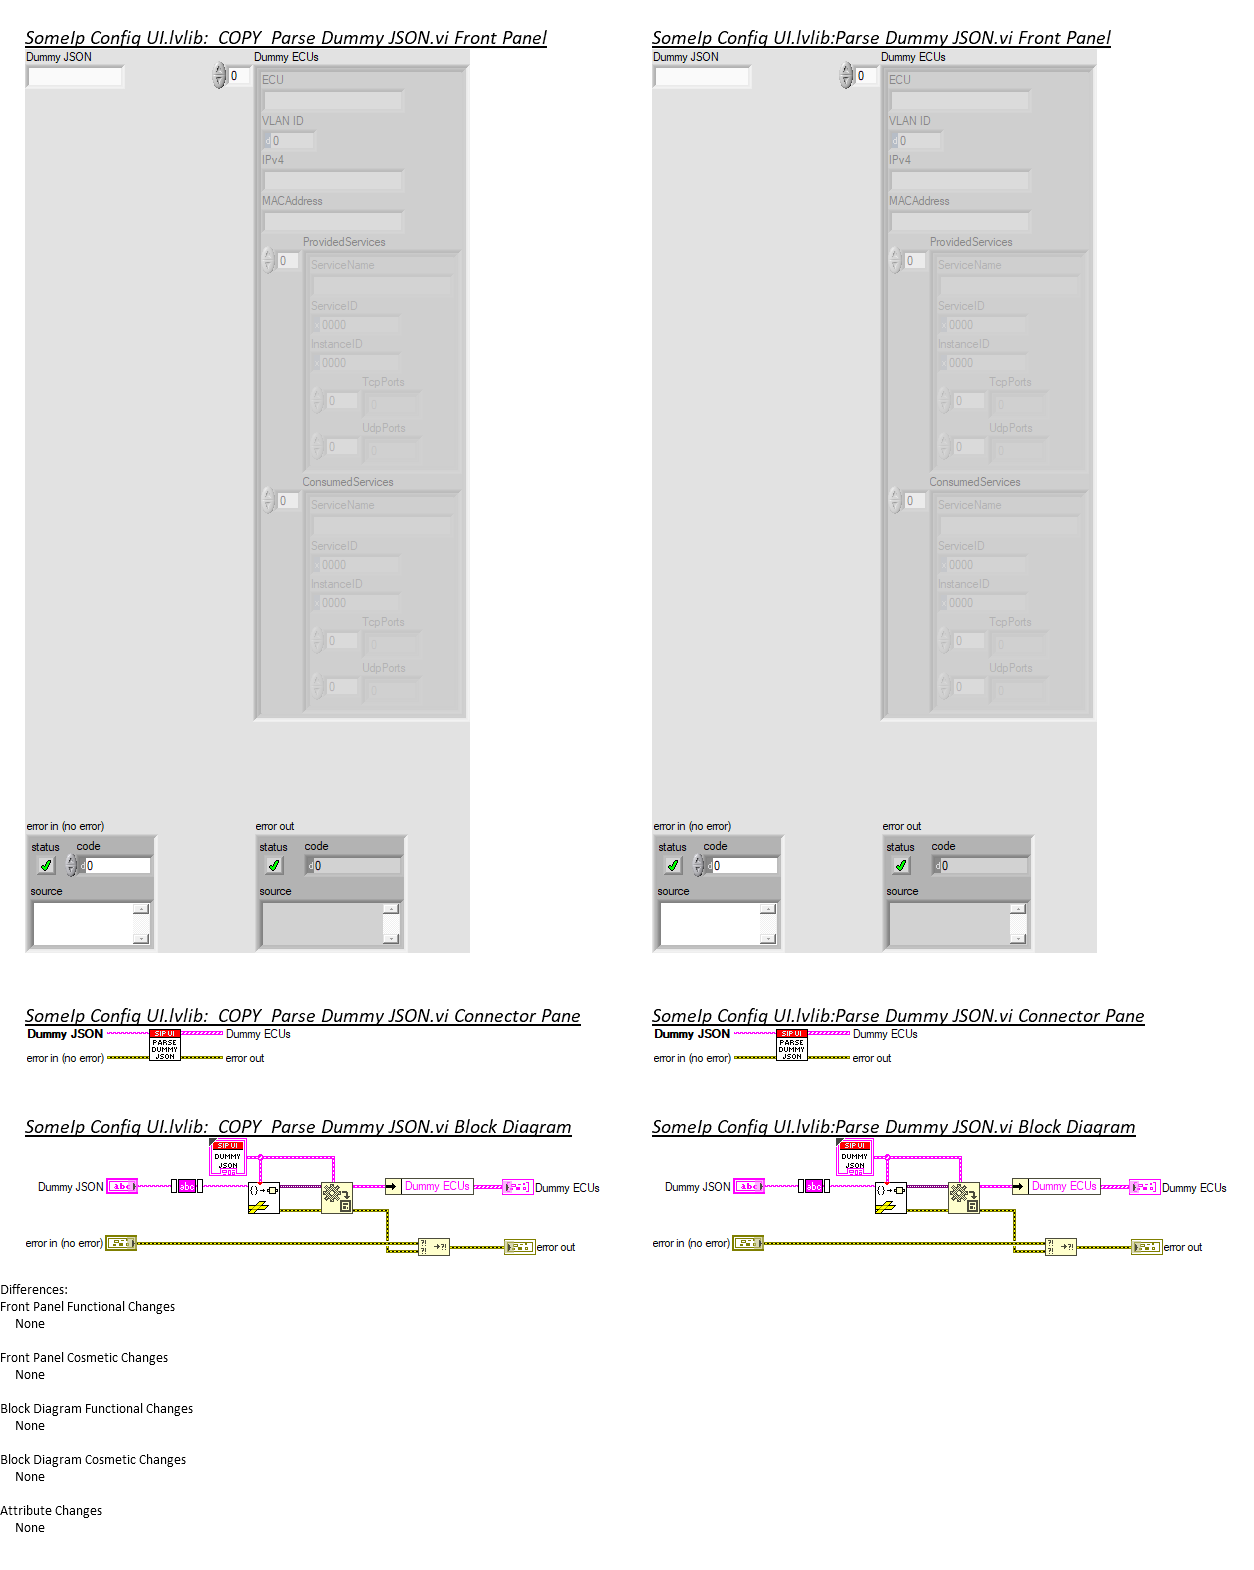 SomeIp Config UI.lvlib:  COPY  Parse Dummy JSON.vi Front Panel
Dummy JSON
Dummy ECUs
0
ECU
VLAN ID
d 0
IPv4
MACAddress
ProvidedServices
0
ServiceName
ServiceID
x 0000
InstanceID
x 0000
TcpPorts
0
0
UdpPorts
0
0
ConsumedServices
0
ServiceName
ServiceID
x 0000
InstanceID
x 0000
TcpPorts
0
0
UdpPorts
0
0
error in (no error)
status code
d 0
source
error out
status code
d 0
source
SomeIp Config UI.lvlib:Parse Dummy JSON.vi Front Panel
Dummy JSON
Dummy ECUs
0
ECU
VLAN ID
d 0
IPv4
MACAddress
ProvidedServices
0
ServiceName
ServiceID
x 0000
InstanceID
x 0000
TcpPorts
0
0
UdpPorts
0
0
ConsumedServices
0
ServiceName
ServiceID
x 0000
InstanceID
x 0000
TcpPorts
0
0
UdpPorts
0
0
error in (no error)
status code
d 0
source
error out
status code
d 0
source
SomeIp Config UI.lvlib:  COPY  Parse Dummy JSON.vi Connector Pane
Dummy JSON
error in (no error)
SIP UI
PARSE
DUMMY
JSON
Dummy ECUs
error out
SomeIp Config UI.lvlib:Parse Dummy JSON.vi Connector Pane
Dummy JSON
error in (no error)
SIP UI
PARSE
DUMMY
JSON
Dummy ECUs
error out
SomeIp Config UI.lvlib:  COPY  Parse Dummy JSON.vi Block Diagram
SIP UI
DUMMY
JSON
Dummy JSON
abc
abc
Dummy ECUs
Dummy ECUs
error in (no error)
error out
SomeIp Config UI.lvlib:Parse Dummy JSON.vi Block Diagram
SIP UI
DUMMY
JSON
Dummy JSON
abc
abc
Dummy ECUs
Dummy ECUs
error in (no error)
error out
Differences:
Front Panel Functional Changes
None
Front Panel Cosmetic Changes
None
Block Diagram Functional Changes
None
Block Diagram Cosmetic Changes
None
Attribute Changes
None